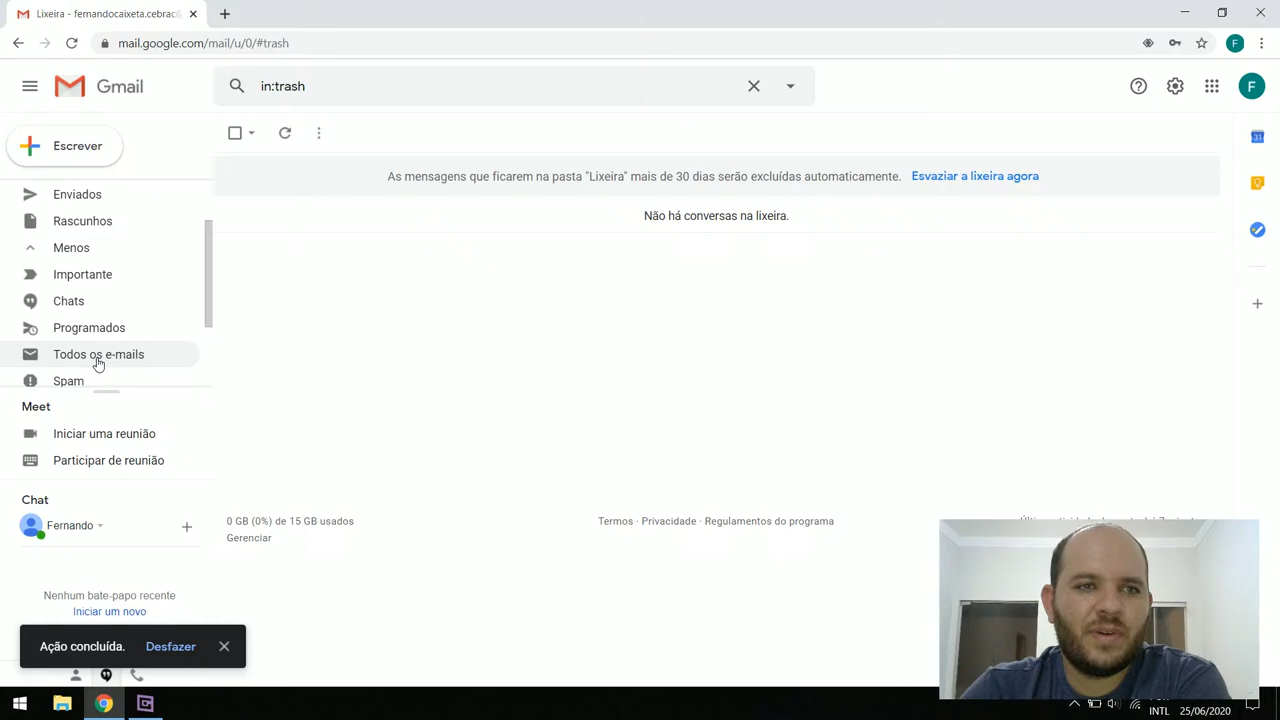 Lixeira - fernandocaixeta.cebrac
mail.google.com/mail/u/0/#trash
F
Gmail
in:trash
F
Escrever
31
Enviados
As mensagens que ficarem na pasta "Lixeira" mais de 30 dias serão excluídas automaticamente. Esvaziar a lixeira agora
Rascunhos
Não há conversas na lixeira.
Menos
Importante
Chats
Programados
Todos os e-mails
Spam
Meet
Iniciar uma reunião
Participar de reunião
Chat
Fernando
0 GB (0%) de 15 GB usados
Termos · Privacidade · Regulamentos do programa
Gerenciar
Nenhum bate-papo recente
Iniciar um novo
Ação concluída. Desfazer
INTL
25/06/2020